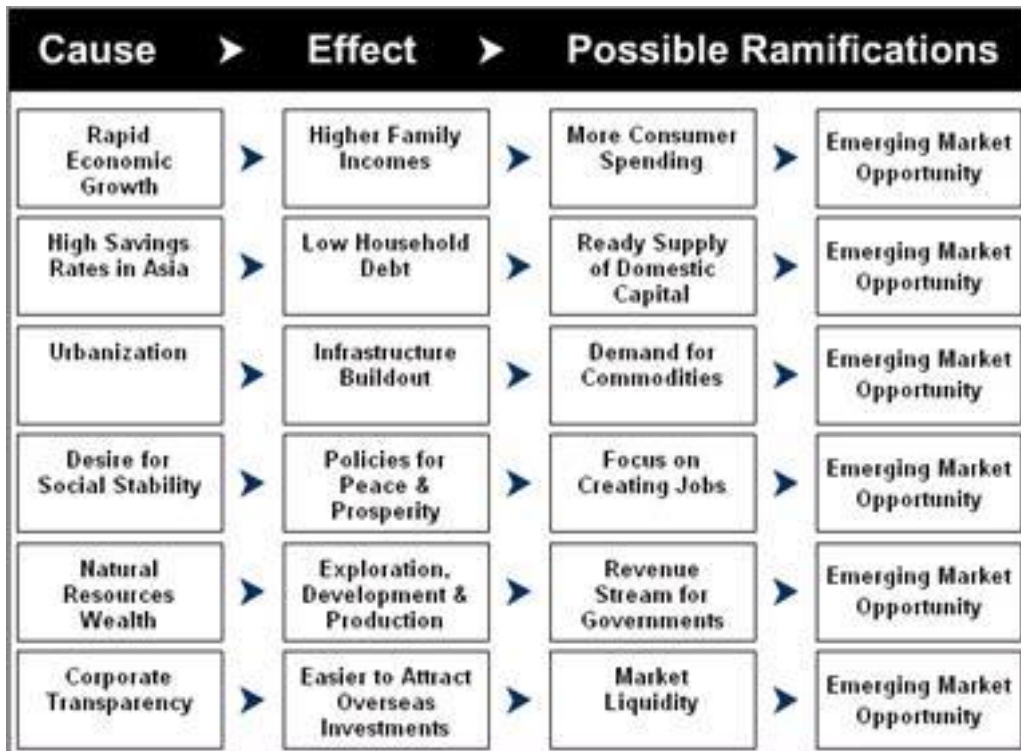 Cause ➤ Effect ➤ Possible Ramifications
Rapid
Economic
Growth
Higher Family
Incomes
More Consumer
Spending
Emerging Market
Opportunity
High Savings
Rates in Asia
Low Household
Debt
Ready Supply
of Domestic
Capital
Emerging Market
Opportunity
Urbanization
Infrastructure
Buildout
Demand for
Commodities
Emerging Market
Opportunity
Desire for
Social Stability
Policies for
Peace &
Prosperity
Focus on
Creating Jobs
Emerging Market
Opportunity
Natural
Resources
Wealth
Exploration,
Development &
Production
Revenue
Stream for
Governments
Emerging Market
Opportunity
Corporate
Transparency
Easier to Attract
Overseas
Investments
Market
Liquidity
Emerging Market
Opportunity